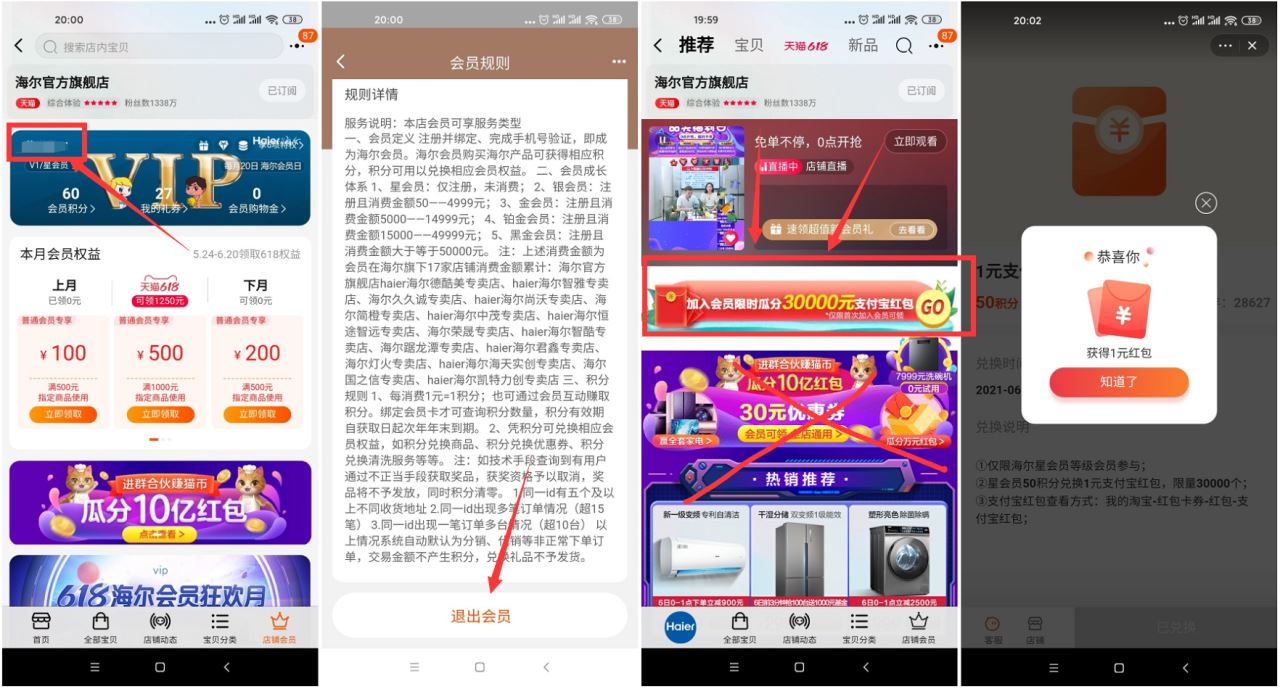 20:00
38
87
搜索店内宝贝
海尔官方旗舰店
天猫 综合体验 ★★★★★ 粉丝数1338万
已订阅
V1/星会员
Haier
每月20日 海尔会员日
VIP
60
会员积分>
27
我的礼券>
0
会员购物金>
本月会员权益
5.24-6.20领取618权益
上月
已领0元
天猫618
可领1250元
下月
可领0元
普通会员专享
¥100
满500元
指定商品使用
立即领取
普通会员专享
¥500
满1000元
指定商品使用
立即领取
普通会员专享
¥200
满500元
指定商品使用
立即领取
进群合伙赚猫币
瓜分10亿红包
点击查看>
vip
618海尔会员狂欢月
首页
全部宝贝
店铺动态
宝贝分类
店铺会员
20:00
38
会员规则
规则详情
服务说明：本店会员可享服务类型
一、会员定义 注册并绑定、完成手机号验证，即成
为海尔会员。海尔会员购买海尔产品可获得相应积
分，积分可用以兑换相应会员权益。 二、会员成长
体系 1、星会员：仅注册，未消费； 2、银会员：注
册且消费金额50——4999元； 3、金会员：注册且消
费金额5000——14999元； 4、铂金会员：注册且消
费金额15000——49999元； 5、黑金会员：注册且
消费金额大于等于50000元。 注：上述消费金额为
会员在海尔旗下17家店铺消费金额累计：海尔官方
旗舰店haier海尔德酷美专卖店、haier海尔智雅专卖
店、海尔久久诚专卖店、haier海尔尚沃专卖店、海
尔简橙专卖店、haier海尔中茂专卖店、haier海尔恒
途智远专卖店、海尔荣晟专卖店、haier海尔智酷专
卖店、海尔踞龙潭专卖店、haier海尔君鑫专卖店、
haier海尔灯火专卖店、haier海尔海天实创专卖店、海尔
国之信专卖店、haier海尔凯特力创专卖店 三、积分
规则 1、每消费1元=1积分；也可通过会员互动赚取
积分。绑定会员卡才可查询积分数量，积分有效期
自获取日起次年年末到期。 2、凭积分可兑换相应会
员权益，如积分兑换商品、积分兑换优惠券、积分
兑换清洗服务等等。 注：如技术手段查询到有用户
通过不正当手段获取奖品，获奖资格予以取消，奖
品将不予发放，同时积分清零。 1.同一id有五个及以
上不同收货地址 2.同一id出现多笔订单情况（超15
笔） 3.同一id出现一笔订单多台情况（超10台） 以
上情况系统自动默认为分销、代销等非正常下单订
单，交易金额不产生积分，兑换礼品不予发货。
退出会员
19:59
38
87
推荐
宝贝
天猫618
新品
海尔官方旗舰店
天猫 综合体验 ★★★★★ 粉丝数1338万
已订阅
免单不停，0点开抢
立即观看
直播中 店铺直播
速领超值新会员礼
去看看>
加入会员限时瓜分30000元支付宝红包
*仅限首次加入会员可领
GO
进群合伙赚猫币
瓜分10亿红包
7999元洗碗机
0元试用
30元优惠券
会员可领 全店通用>
赢全套家电>
瓜分万元红包>
· 热销推荐 ·
新一级变频 专利自清洁
干湿分储 双变频1级能效
塑形亮色 除菌除螨
6日0-1点下单立减900元
6日前3分钟抢100台送1000元基金
6日0-1点立减2500元
Haier
全部宝贝
店铺动态
宝贝分类
店铺会员
20:02
38
恭喜你
¥
获得1元红包
知道了
1元支
50积分
28627
兑换时间
2021-06
兑换说明
①仅限海尔星会员等级会员参与；
②星会员50积分兑换1元支付宝红包，限量30000个；
③支付宝红包查看方式：我的淘宝-红包卡券-红包-支
付宝红包；
客服
店铺
已兑换